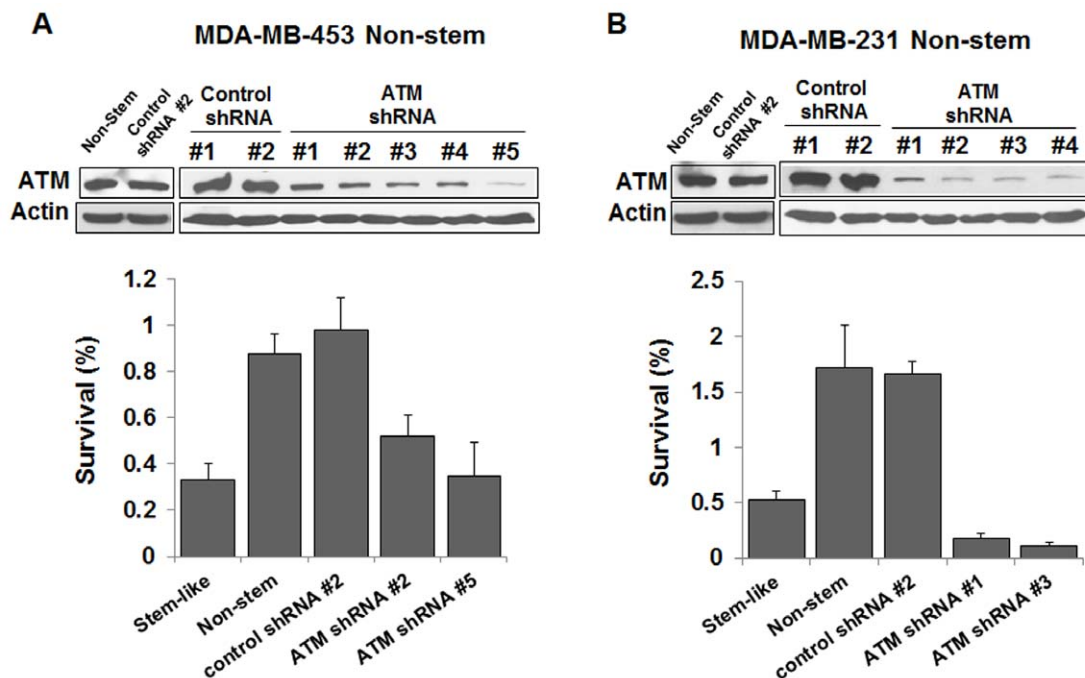 A
MDA-MB-453 Non-stem
Non-Stem
Control shRNA #2
Control shRNA
ATM shRNA
#1 #2 #1 #2 #3 #4 #5
ATM
Actin
1.2
1
0.8
0.6
0.4
0.2
0
Survival (%)
Stem-like
Non-stem
control shRNA #2
ATM shRNA #2
ATM shRNA #5
B
MDA-MB-231 Non-stem
Non-Stem
Control shRNA #2
Control shRNA
ATM shRNA
#1 #2 #1 #2 #3 #4
ATM
Actin
2.5
2
1.5
1
0.5
0
Survival (%)
Stem-like
Non-stem
control shRNA #2
ATM shRNA #1
ATM shRNA #3